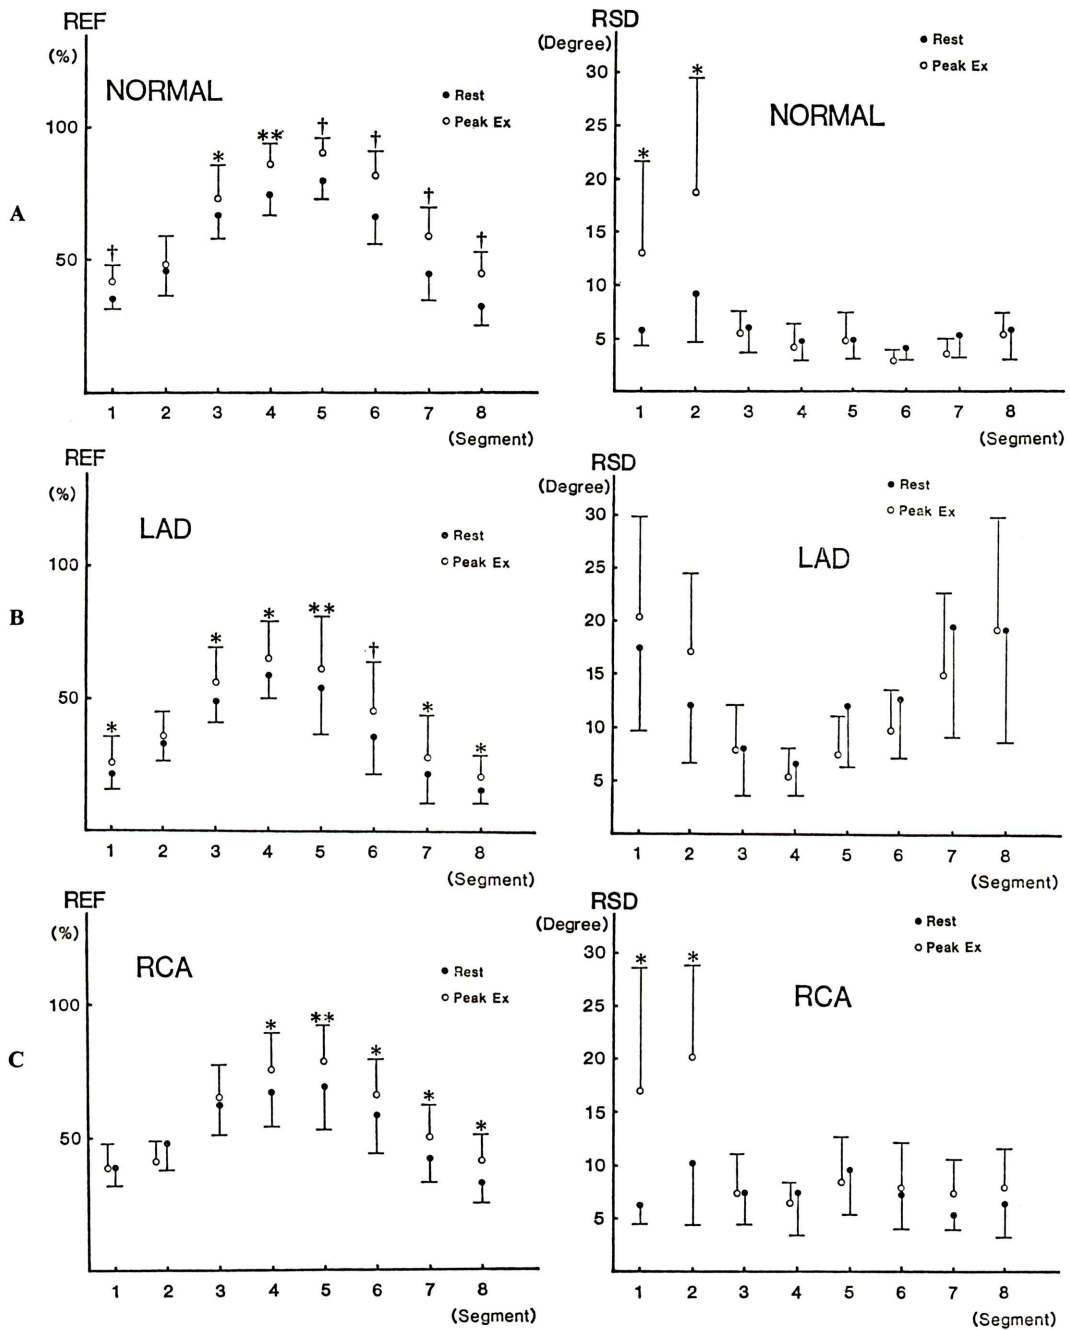 REF
(%)
NORMAL
● Rest
○ Peak Ex
100
50
† * ** † † † †
1 2 3 4 5 6 7 8
(Segment)
A
RSD
(Degree)
● Rest
○ Peak Ex
NORMAL
30
25
20
15
10
5
* *
1 2 3 4 5 6 7 8
(Segment)
REF
(%)
LAD
● Rest
○ Peak Ex
100
50
* * * ** † * *
1 2 3 4 5 6 7 8
(Segment)
B
RSD
(Degree)
● Rest
○ Peak Ex
LAD
30
25
20
15
10
5
1 2 3 4 5 6 7 8
(Segment)
REF
(%)
RCA
● Rest
○ Peak Ex
100
50
* ** * * *
1 2 3 4 5 6 7 8
(Segment)
C
RSD
(Degree)
● Rest
○ Peak Ex
RCA
30
25
20
15
10
5
* *
1 2 3 4 5 6 7 8
(Segment)